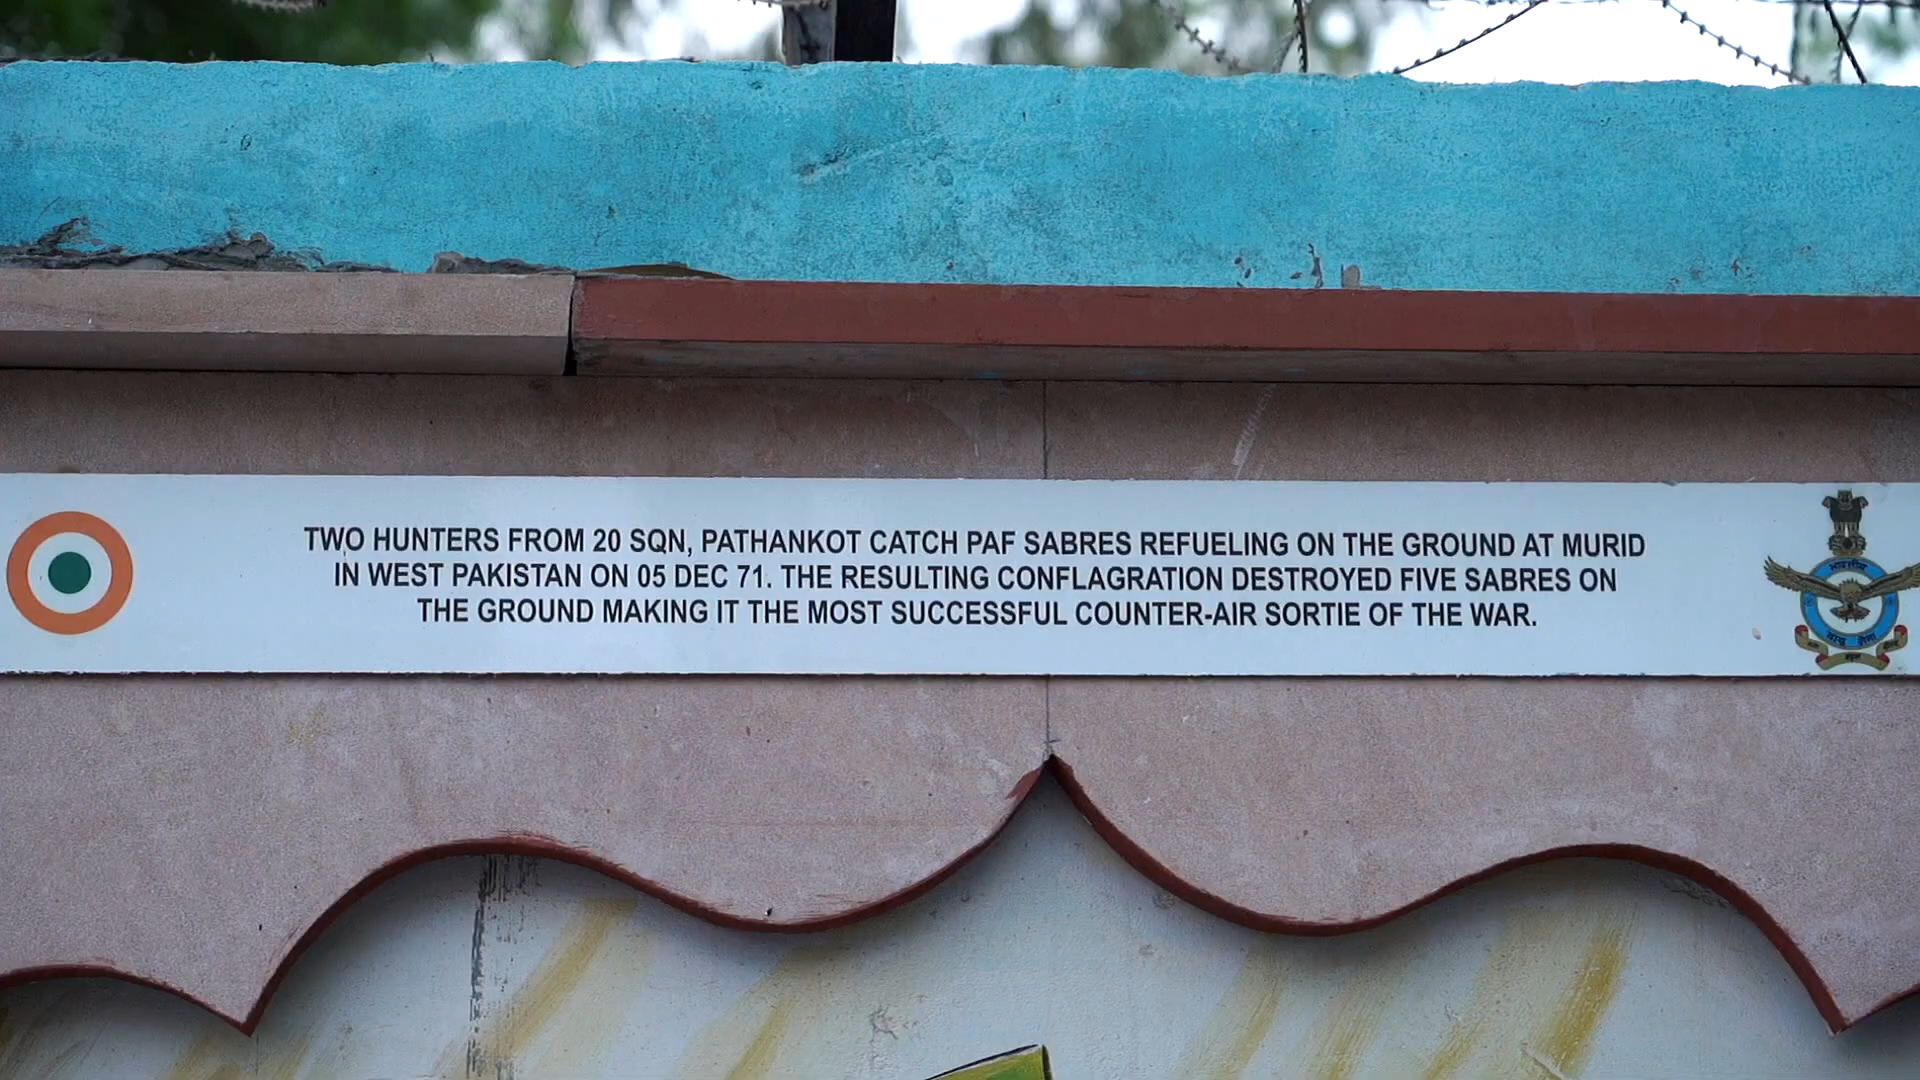 TWO HUNTERS FROM 20 SQN, PATHANKOT CATCH PAF SABRES REFUELING ON THE GROUND AT MURID
IN WEST PAKISTAN ON 05 DEC 71. THE RESULTING CONFLAGRATION DESTROYED FIVE SABRES ON
THE GROUND MAKING IT THE MOST SUCCESSFUL COUNTER-AIR SORTIE OF THE WAR.
भारतीय
वायु सेना